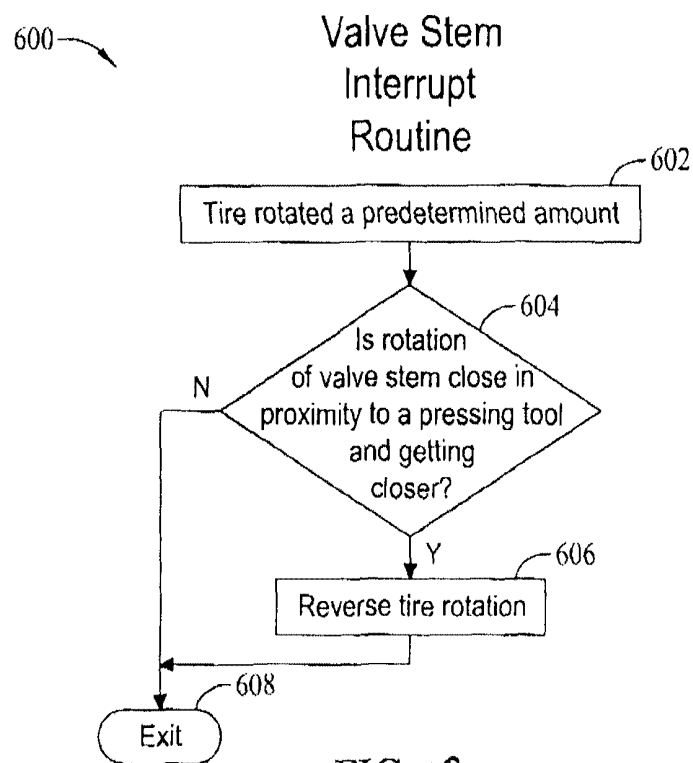 600
Valve Stem
Interrupt
Routine
602
Tire rotated a predetermined amount
604
Is rotation
of valve stem close in
proximity to a pressing tool
and getting
closer?
N
Y
606
Reverse tire rotation
608
Exit